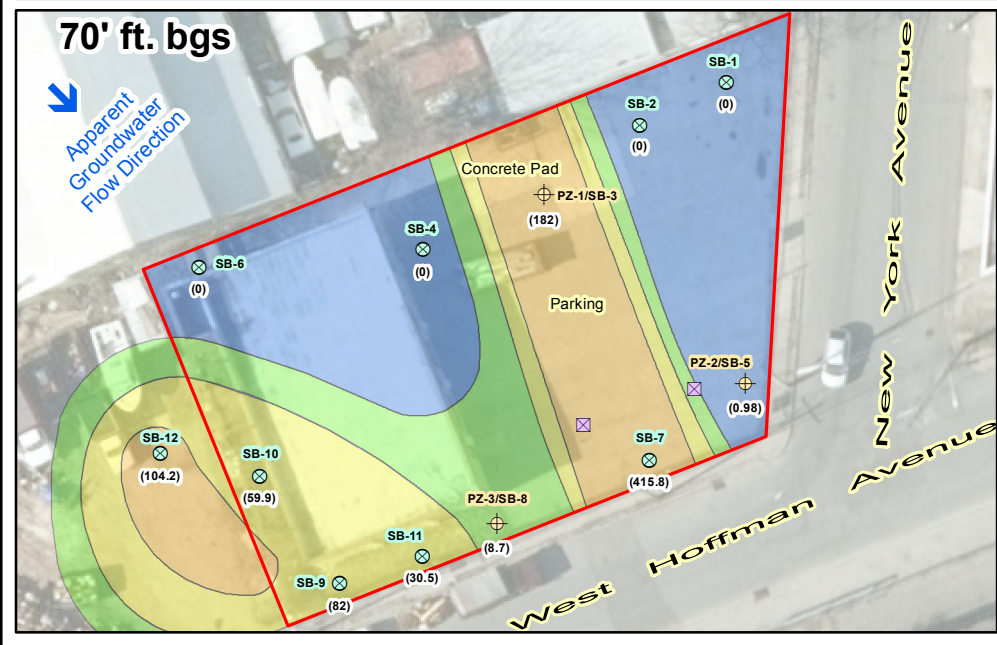 70' ft. bgs
Apparent
Groundwater
Flow Direction
SB-1
(0)
SB-2
(0)
Concrete Pad
PZ-1/SB-3
(182)
SB-4
(0)
SB-6
(0)
Parking
PZ-2/SB-5
(0.98)
SB-7
(415.8)
SB-12
(104.2)
SB-10
(59.9)
PZ-3/SB-8
(8.7)
SB-11
(30.5)
SB-9
(82)
New York Avenue
West Hoffman Avenue